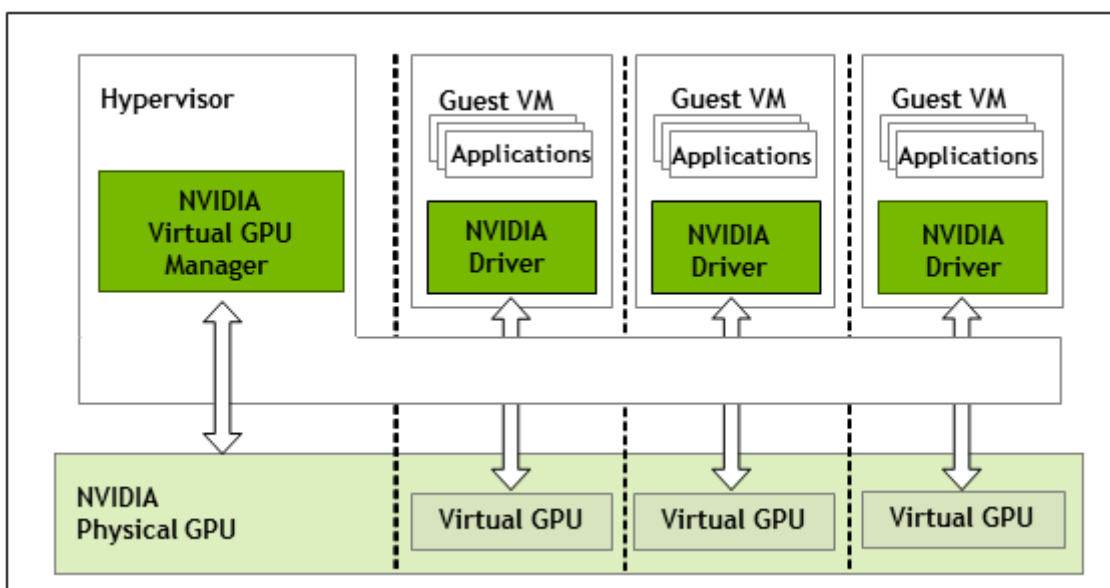 Hypervisor
NVIDIA
Virtual GPU
Manager
Guest VM
Applications
NVIDIA
Driver
Guest VM
Applications
NVIDIA
Driver
Guest VM
Applications
NVIDIA
Driver
NVIDIA
Physical GPU
Virtual GPU
Virtual GPU
Virtual GPU